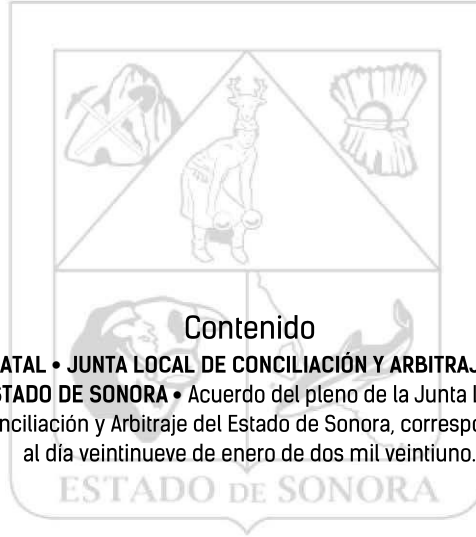 Contenido
ATAL • JUNTA LOCAL DE CONCILIACIÓN Y ARBITRAJ
STADO DE SONORA • Acuerdo del pleno de la Junta L
nciliación y Arbitraje del Estado de Sonora, correspo
al día veintinueve de enero de dos mil veintiuno.
ESTADO DE SONORA